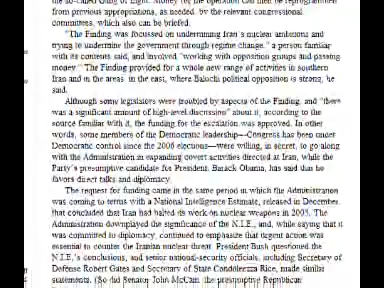 the so-called Gang of Eight. Money for the operation can then be reprogrammed
from previous appropriations, as needed, by the relevant congressional
committees, which also can be briefed.
"The Finding was focussed on undermining Iran's nuclear ambitions and
trying to undermine the government through regime change," a person familiar
with its contents said, and involved "working with opposition groups and passing
money." The Finding provided for a whole new range of activities in southern
Iran and in the areas, in the east, where Baluchi political opposition is strong, he
said.
Although some legislators were troubled by aspects of the Finding, and "there
was a significant amount of high-level discussion" about it, according to the
source familiar with it, the funding for the escalation was approved. In other
words, some members of the Democratic leadership—Congress has been under
Democratic control since the 2006 elections—were willing, in secret, to go along
with the Administration in expanding covert activities directed at Iran, while the
Party's presumptive candidate for President, Barack Obama, has said that he
favors direct talks and diplomacy.
The request for funding came in the same period in which the Administration
was coming to terms with a National Intelligence Estimate, released in December,
that concluded that Iran had halted its work on nuclear weapons in 2003. The
Administration downplayed the significance of the N.I.E., and, while saying that it
was committed to diplomacy, continued to emphasize that urgent action was
essential to counter the Iranian nuclear threat. President Bush questioned the
N.I.E.'s conclusions, and senior national-security officials, including Secretary of
Defense Robert Gates and Secretary of State Condoleezza Rice, made similar
statements. (So did Senator John McCain, the presumptive Republican